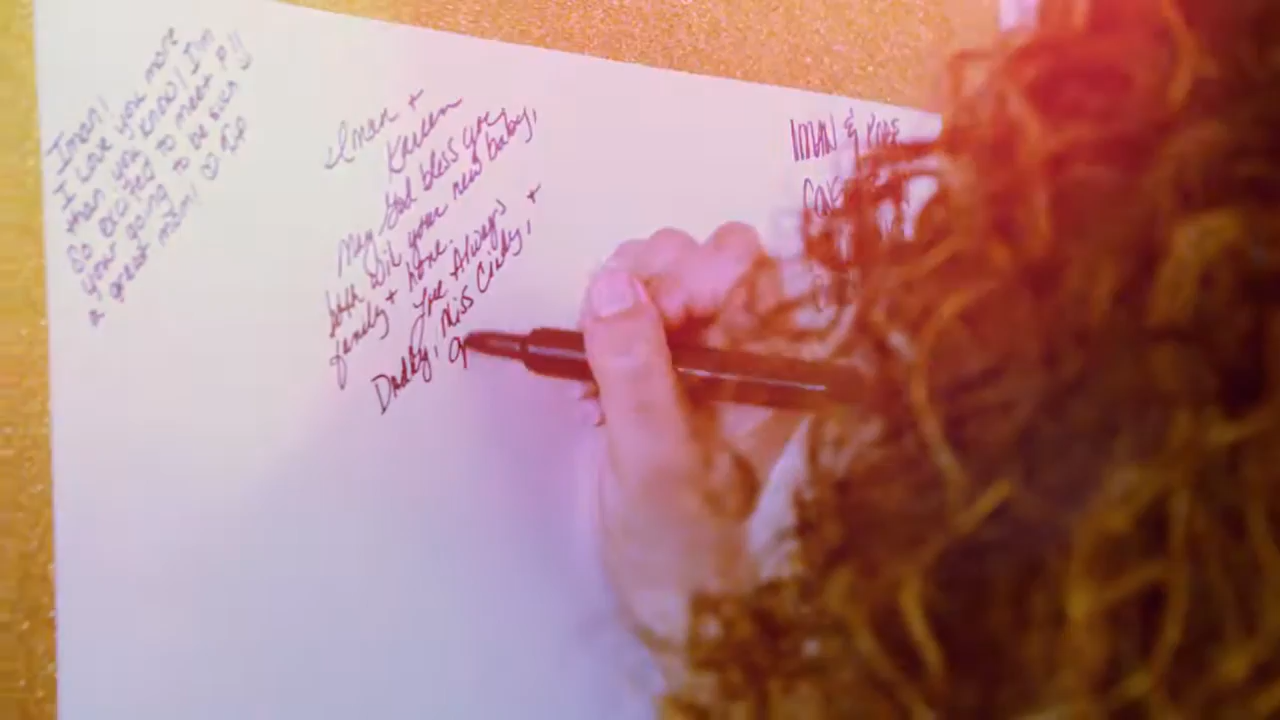 Iman!
I love you more
than you know! I'm
so excited to meet P!!
your going to be such
a great mom! ♡
Iman +
Kareem
May God bless you
both with your new baby,
family + home.
Love Always
Daddy, Miss Cindy, +
IMAN &